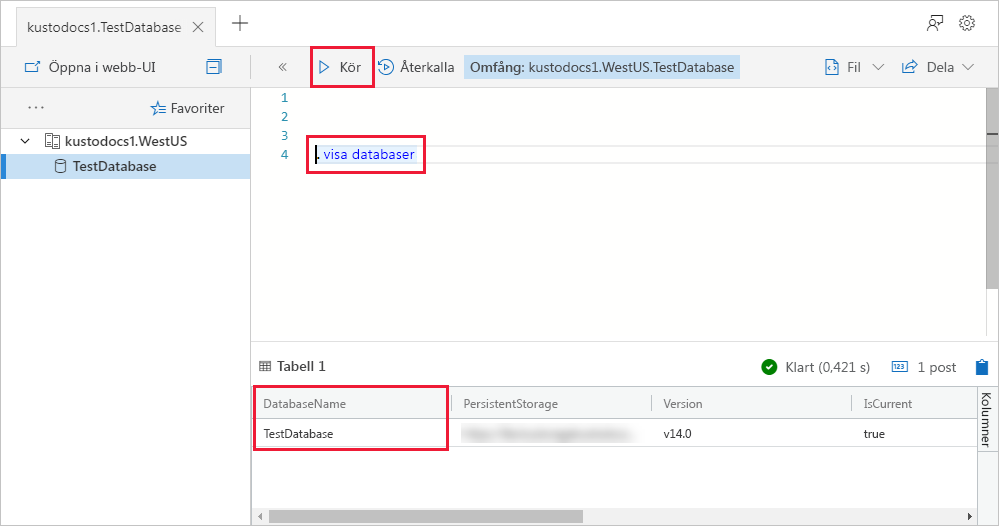 kustodocs1.TestDatabase
Öppna i webb-UI
Kör
Återkalla
Omfång: kustodocs1.WestUS.TestDatabase
Fil
Dela
Favoriter
kustodocs1.WestUS
TestDatabase
1
2
3
4 . visa databaser
Tabell 1
Klart (0,421 s)
123
1 post
DatabaseName PersistentStorage Version IsCurrent
TestDatabase v14.0 true
Kolumner